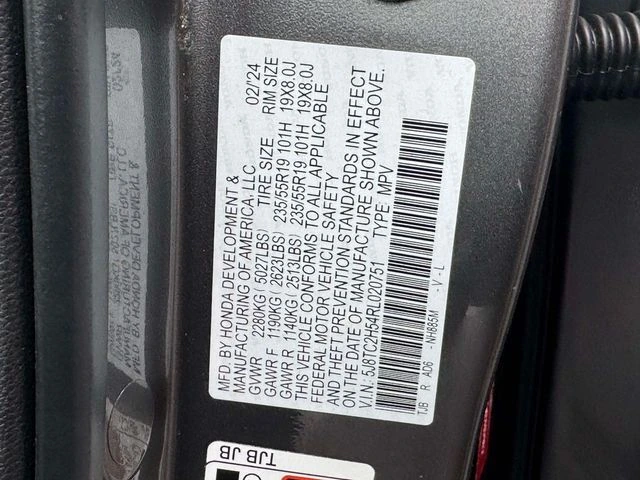 MFD. BY HONDA DEVELOPMENT &
MANUFACTURING OF AMERICA, LLC 02/24
GVWR 2280KG ( 5027LBS) TIRE SIZE RIM SIZE
GAWR F 1190KG ( 2623LBS) 235/55R19 101H 19X8.0J
GAWR R 1140KG ( 2513LBS) 235/55R19 101H 19X8.0J
THIS VEHICLE CONFORMS TO ALL APPLICABLE
FEDERAL MOTOR VEHICLE SAFETY
AND THEFT PREVENTION STANDARDS IN EFFECT
ON THE DATE OF MANUFACTURE SHOWN ABOVE.
V.I.N.: 5J8TC2H54RL020751 TYPE: MPV
TJB R AD6 -NH885M -V-L
TJB JB